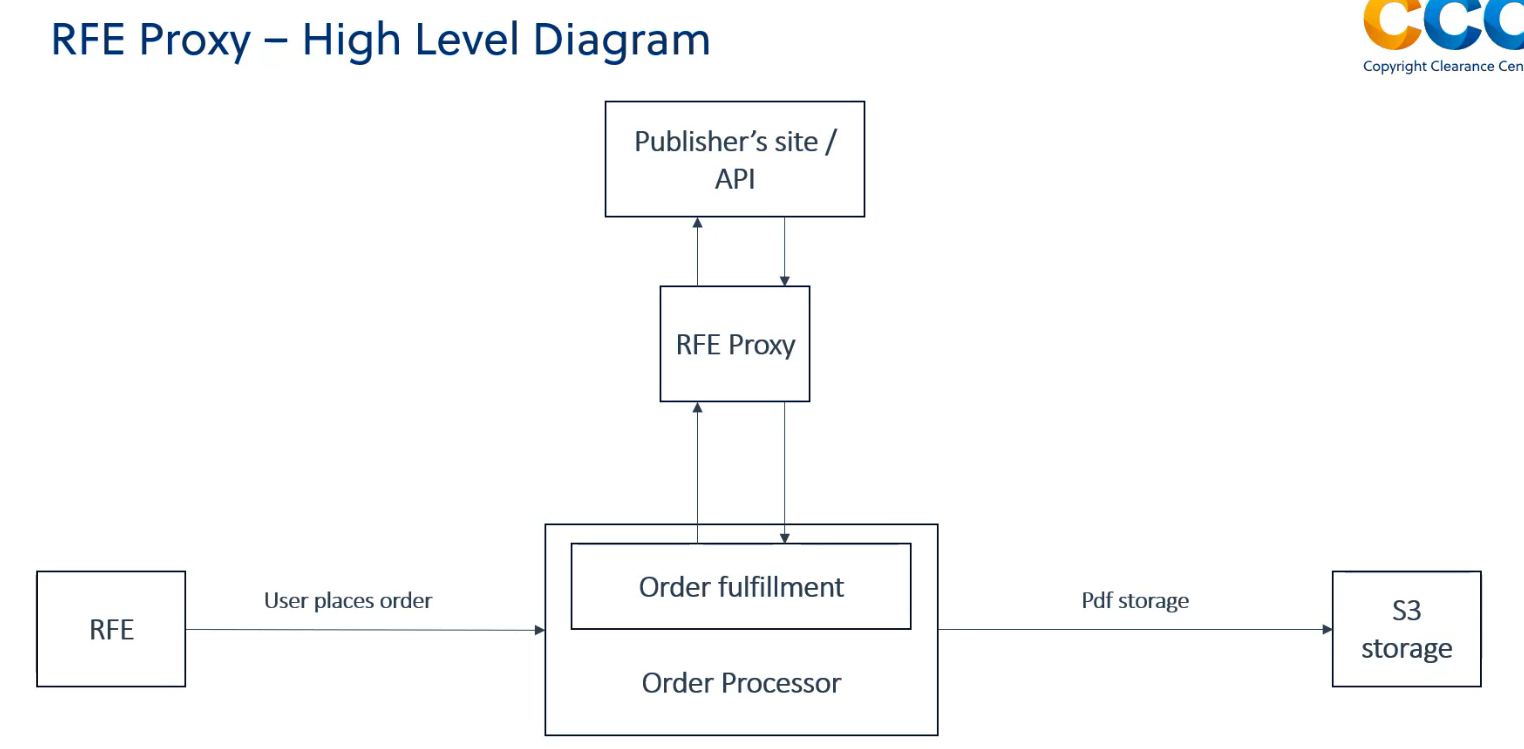 RFE Proxy – High Level Diagram
CCC
Copyright Clearance Cen
Publisher's site /
API
RFE Proxy
Order fulfillment
User places order
Pdf storage
RFE
S3
storage
Order Processor